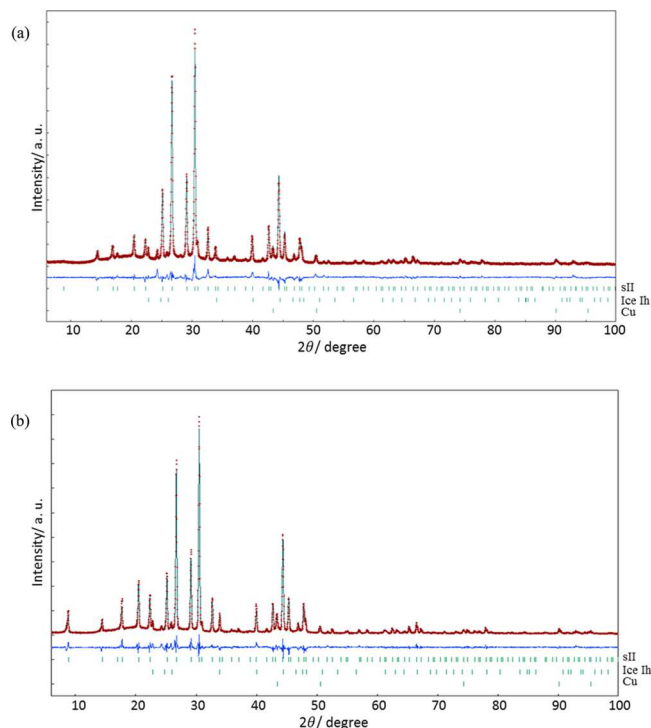 (a)
Intensity/ a. u.
sII
Ice Ih
Cu
10 20 30 40 50 60 70 80 90 100
2θ/ degree
(b)
Intensity/ a. u.
sII
Ice Ih
Cu
10 20 30 40 50 60 70 80 90 100
2θ/ degree